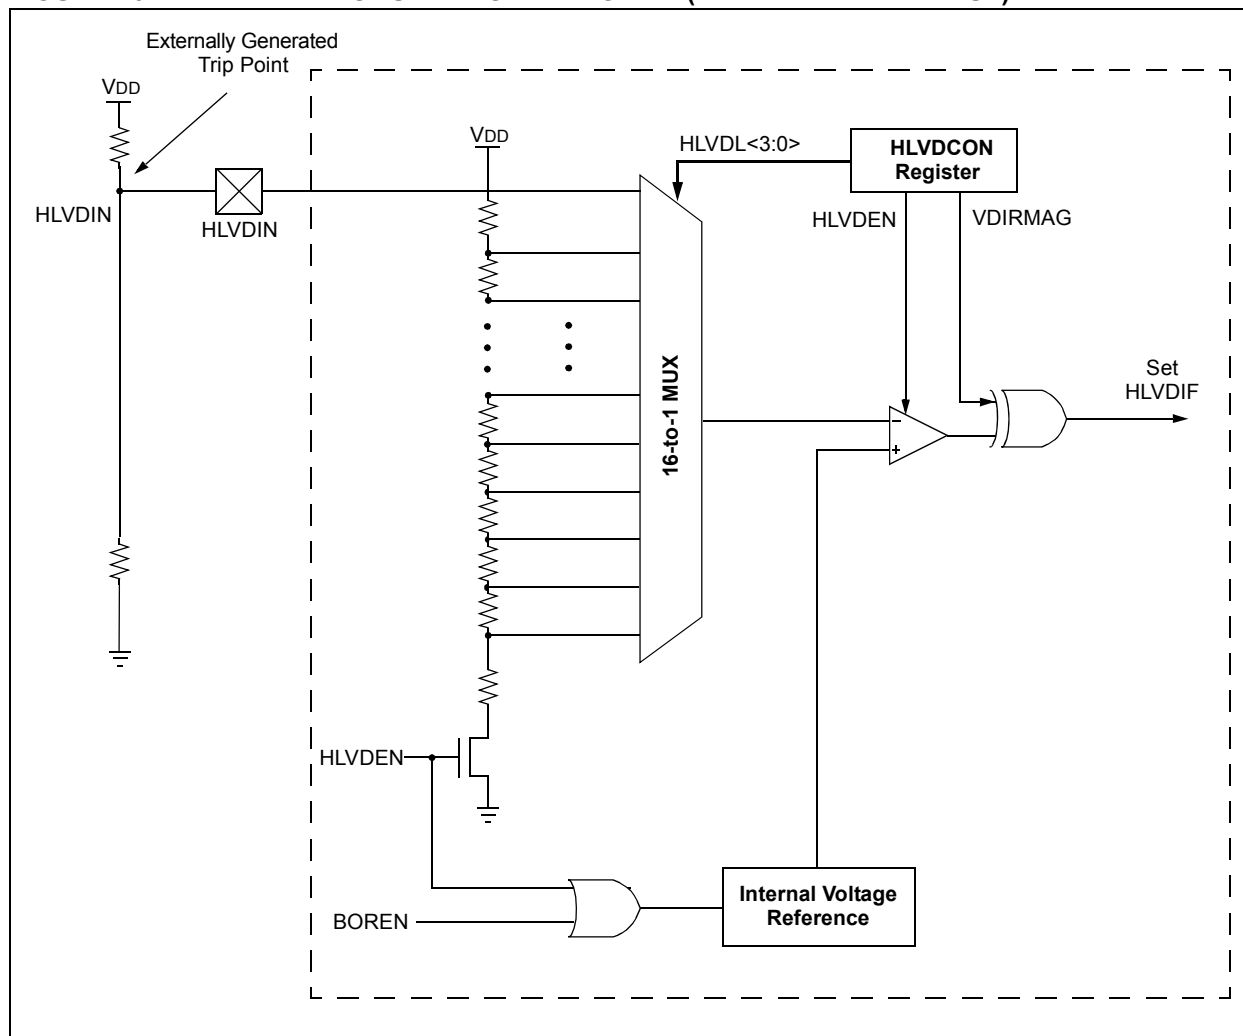 Externally Generated
Trip Point
VDD
VDD
HLVDL<3:0>
HLVDCON
Register
HLVDIN
HLVDIN
HLVDEN
VDIRMAG
16-to-1 MUX
Set
HLVDIF
–
+
HLVDEN
Internal Voltage
Reference
BOREN